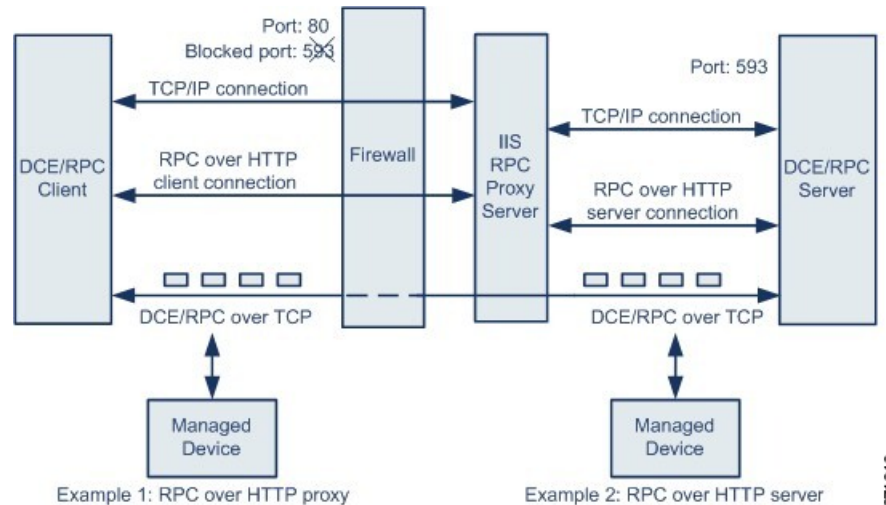 Port: 80
Blocked port: 593
Port: 593
TCP/IP connection
TCP/IP connection
DCE/RPC
Client
RPC over HTTP
client connection
Firewall
IIS
RPC
Proxy
Server
RPC over HTTP
server connection
DCE/RPC
Server
DCE/RPC over TCP
DCE/RPC over TCP
Managed
Device
Managed
Device
Example 1: RPC over HTTP proxy
Example 2: RPC over HTTP server